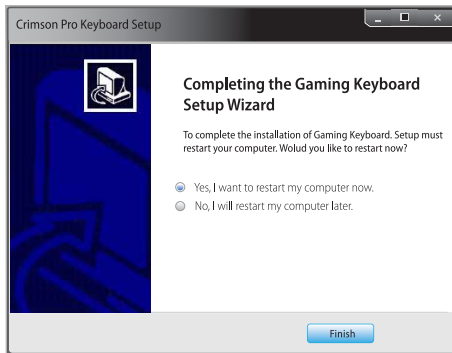 Crimson Pro Keyboard Setup
Completing the Gaming Keyboard
Setup Wizard
To complete the installation of Gaming Keyboard. Setup must
restart your computer. Wolud you like to restart now?
Yes, I want to restart my computer now.
No, I will restart my computer later.
Finish